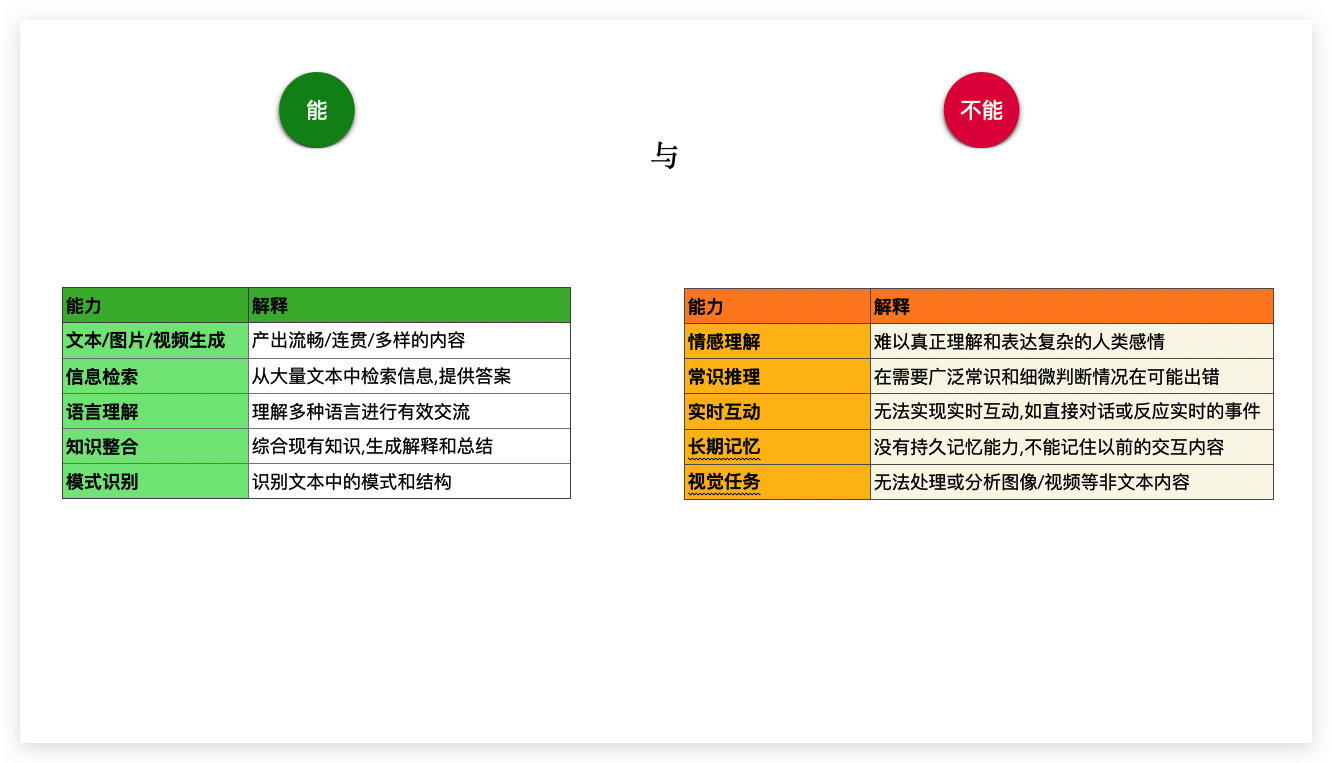 能
与
不能
能力 解释
文本/图片/视频生成 产出流畅/连贯/多样的内容
信息检索 从大量文本中检索信息,提供答案
语言理解 理解多种语言进行有效交流
知识整合 综合现有知识,生成解释和总结
模式识别 识别文本中的模式和结构
能力 解释
情感理解 难以真正理解和表达复杂的人类感情
常识推理 在需要广泛常识和细微判断情况在可能出错
实时互动 无法实现实时互动,如直接对话或反应实时的事件
长期记忆 没有持久记忆能力,不能记住以前的交互内容
视觉任务 无法处理或分析图像/视频等非文本内容